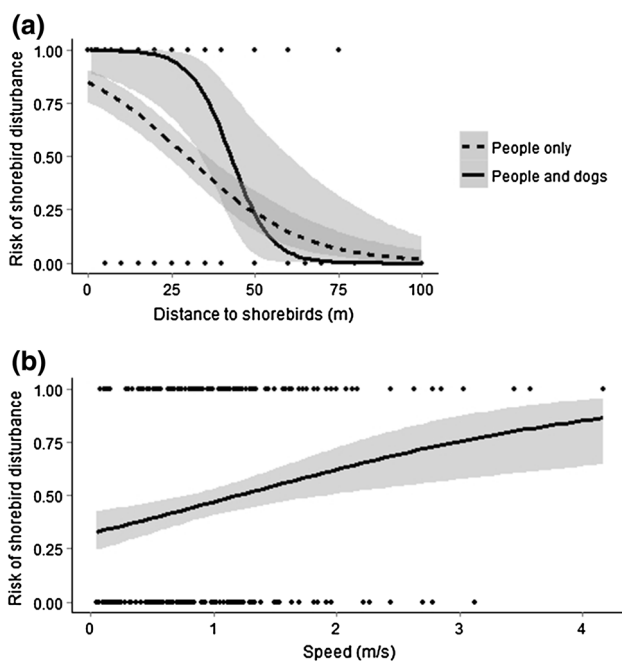 (a)
Risk of shorebird disturbance
1.00
0.75
0.50
0.25
0.00
0
25
50
75
100
Distance to shorebirds (m)
People only
People and dogs
(b)
Risk of shorebird disturbance
1.00
0.75
0.50
0.25
0.00
0
1
2
3
4
Speed (m/s)